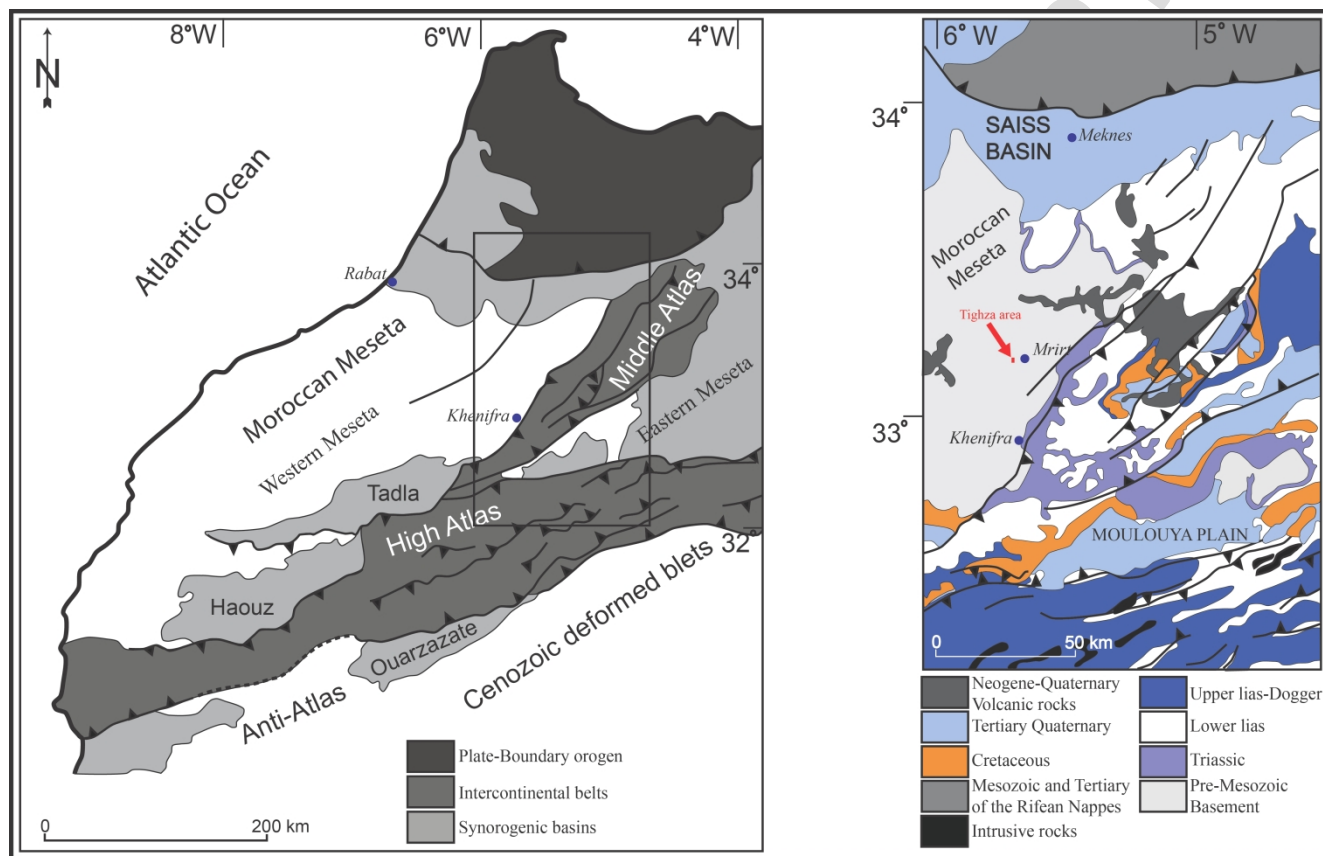 8°W
6°W
4°W
N
Atlantic Ocean
Rabat
34°
Moroccan Meseta
Western Meseta
Middle Atlas
Khenifra
Eastern Meseta
Tadla
High Atlas
32°
Haouz
Ouarzazate
Cenozoic deformed blets
Anti-Atlas
Plate-Boundary orogen
Intercontinental belts
Synorogenic basins
0
200 km
6° W
5° W
34°
SAISS
BASIN
Meknes
Moroccan
Meseta
Tighza area
Mrirt
33°
Khenifra
MOULOUYA PLAIN
0
50 km
Neogene-Quaternary
Volcanic rocks
Tertiary Quaternary
Cretaceous
Mesozoic and Tertiary
of the Rifean Nappes
Intrusive rocks
Upper lias-Dogger
Lower lias
Triassic
Pre-Mesozoic
Basement